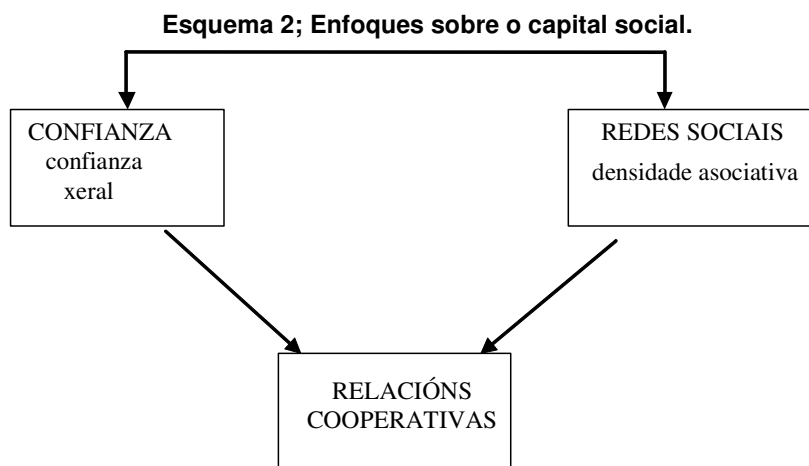 Esquema 2; Enfoques sobre o capital social.
CONFIANZA
confianza
xeral
REDES SOCIAIS
densidade asociativa
RELACIÓNS
COOPERATIVAS